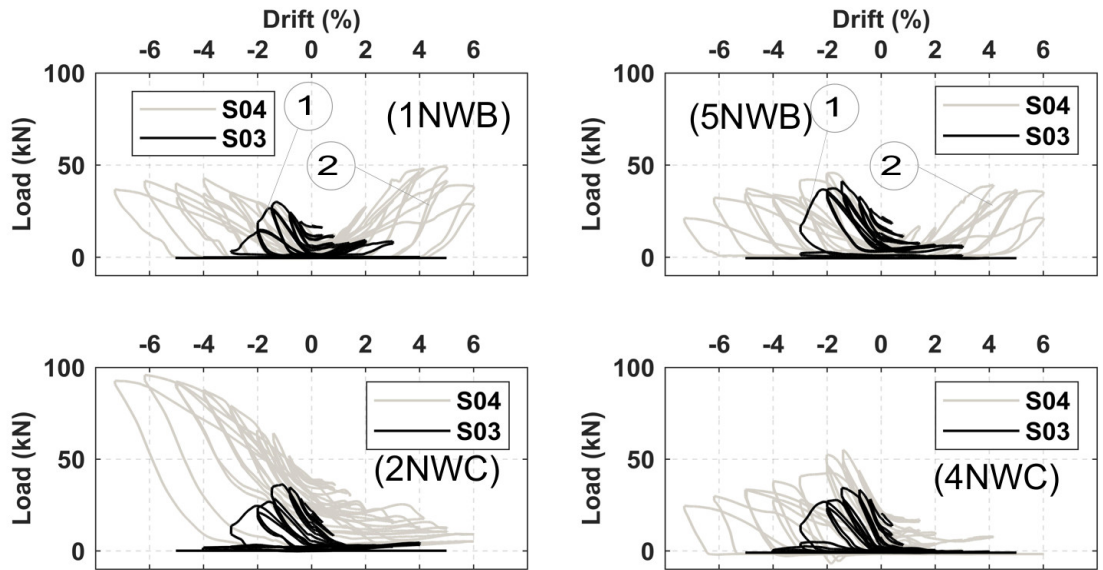 Drift (%)
-6 -4 -2 0 2 4 6
100
50
0
Load (kN)
S04
S03
1
2
(1NWB)
Drift (%)
-6 -4 -2 0 2 4 6
100
50
0
Load (kN)
(5NWB)
1
2
S04
S03
-6 -4 -2 0 2 4 6
100
50
0
Load (kN)
S04
S03
(2NWC)
-6 -4 -2 0 2 4 6
100
50
0
Load (kN)
S04
S03
(4NWC)